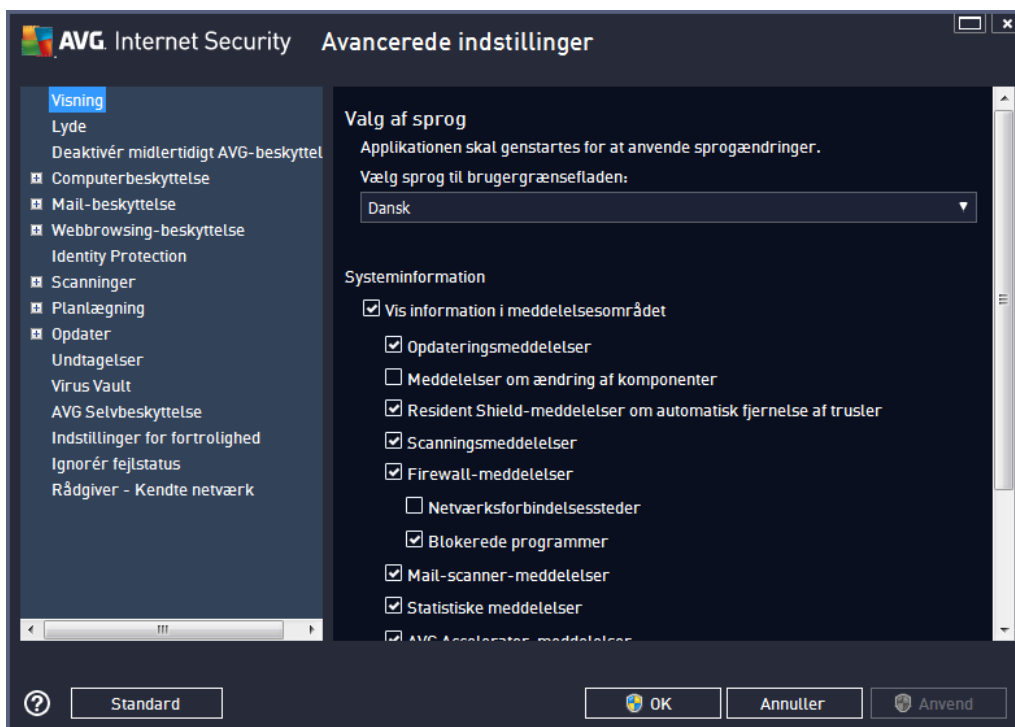 AVG. Internet Security Avancerede indstillinger
Visning
Lyde
Deaktivér midlertidigt AVG-beskyttel
Computerbeskyttelse
Mail-beskyttelse
Webbrowsing-beskyttelse
Identity Protection
Scanninger
Planlægning
Opdater
Undtagelser
Virus Vault
AVG Selvbeskyttelse
Indstillinger for fortrolighed
Ignorér fejlstatus
Rådgiver - Kendte netværk
Valg af sprog
Applikationen skal genstartes for at anvende sprogændringer.
Vælg sprog til brugergrænsefladen:
Dansk
Systeminformation
Vis information i meddelelsesområdet
Opdateringsmeddelelser
Meddelelser om ændring af komponenter
Resident Shield-meddelelser om automatisk fjernelse af trusler
Scanningsmeddelelser
Firewall-meddelelser
Netværksforbindelsessteder
Blokerede programmer
Mail-scanner-meddelelser
Statistiske meddelelser
AVG Accelerator-meddelelser
Standard
OK
Annuller
Anvend